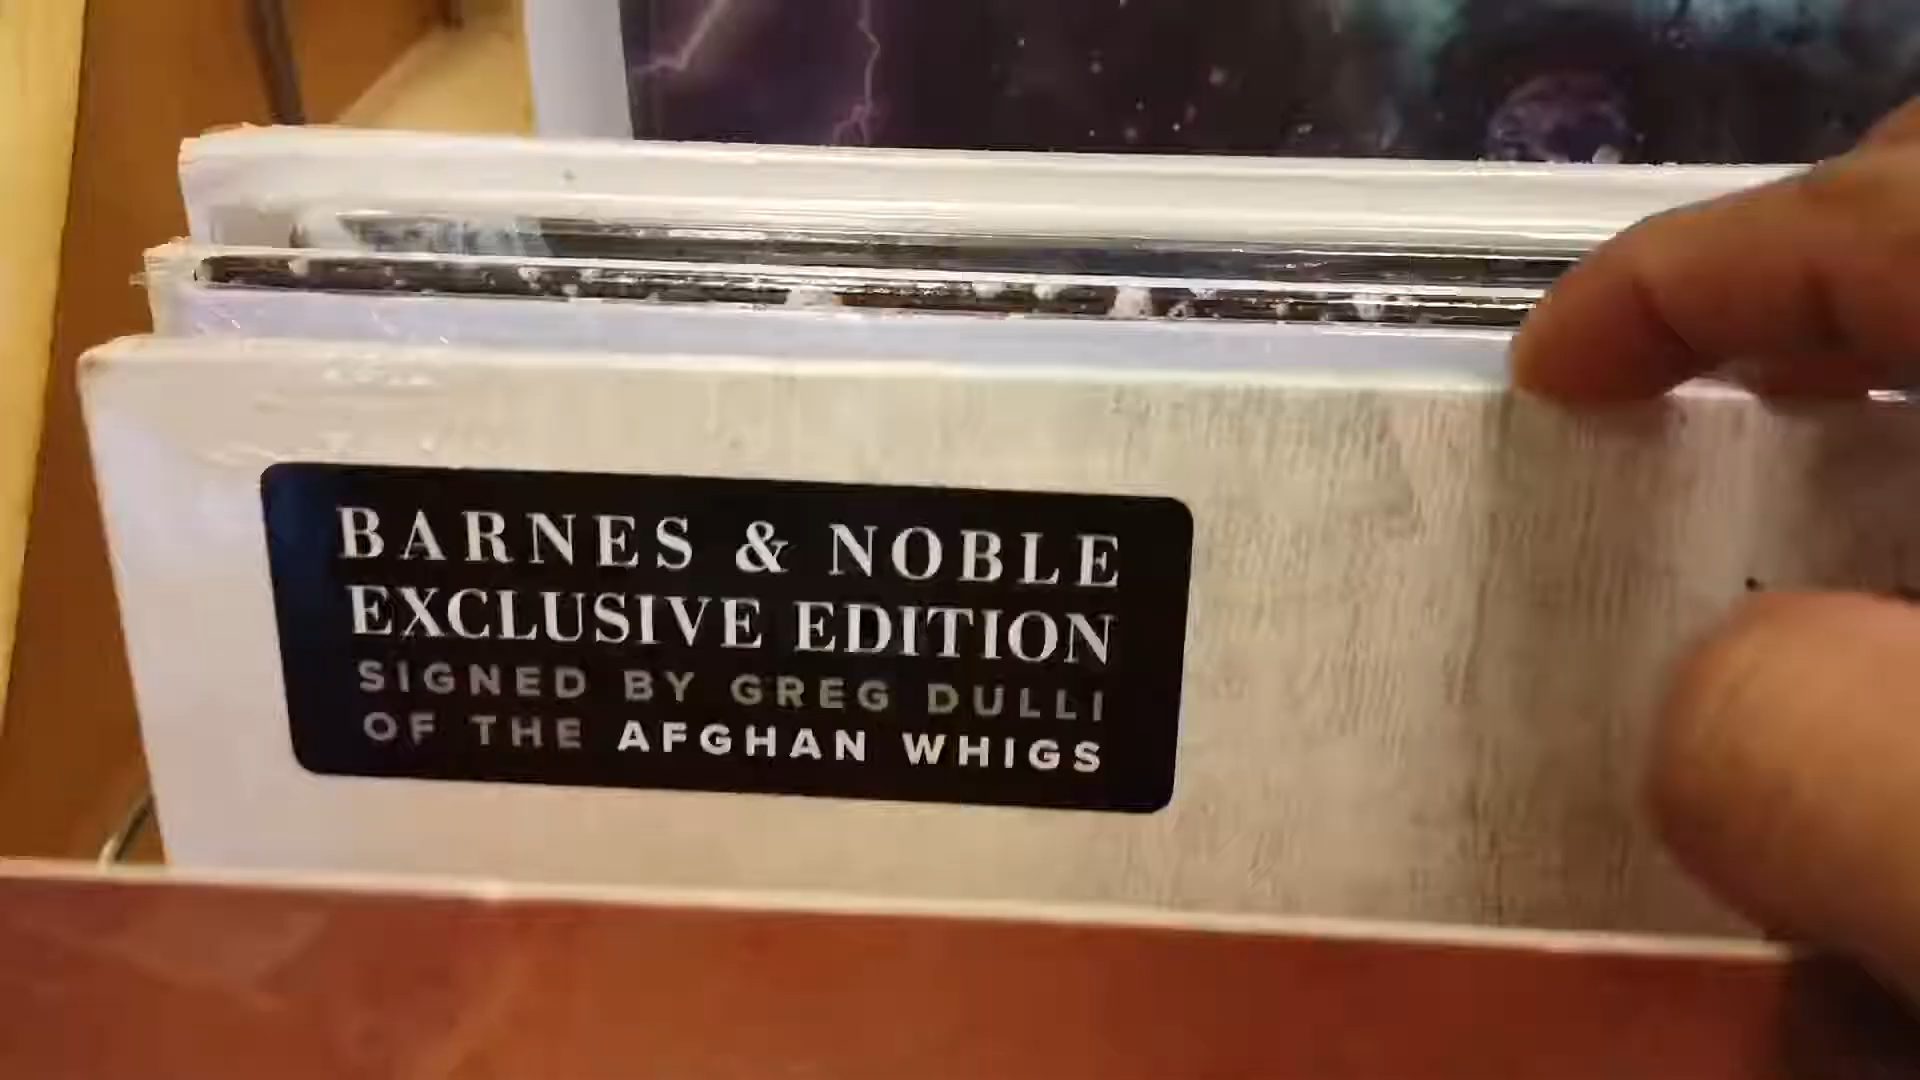 BARNES & NOBLE
EXCLUSIVE EDITION
SIGNED BY GREG DULLI
OF THE AFGHAN WHIGS